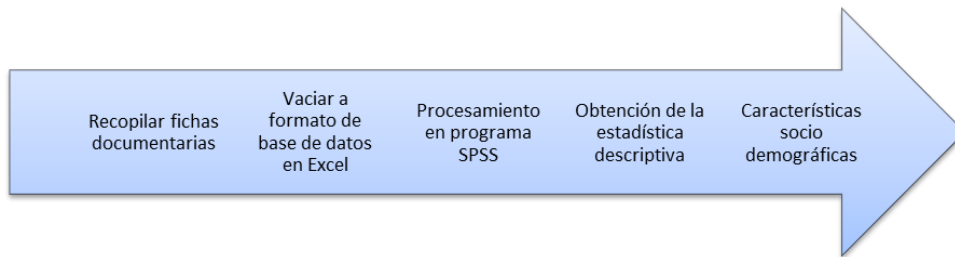 Recopilar fichas
documentarias
Vaciar a
formato de
base de datos
en Excel
Procesamiento
en programa
SPSS
Obtención de la
estadística
descriptiva
Característícas
socio
demográficas